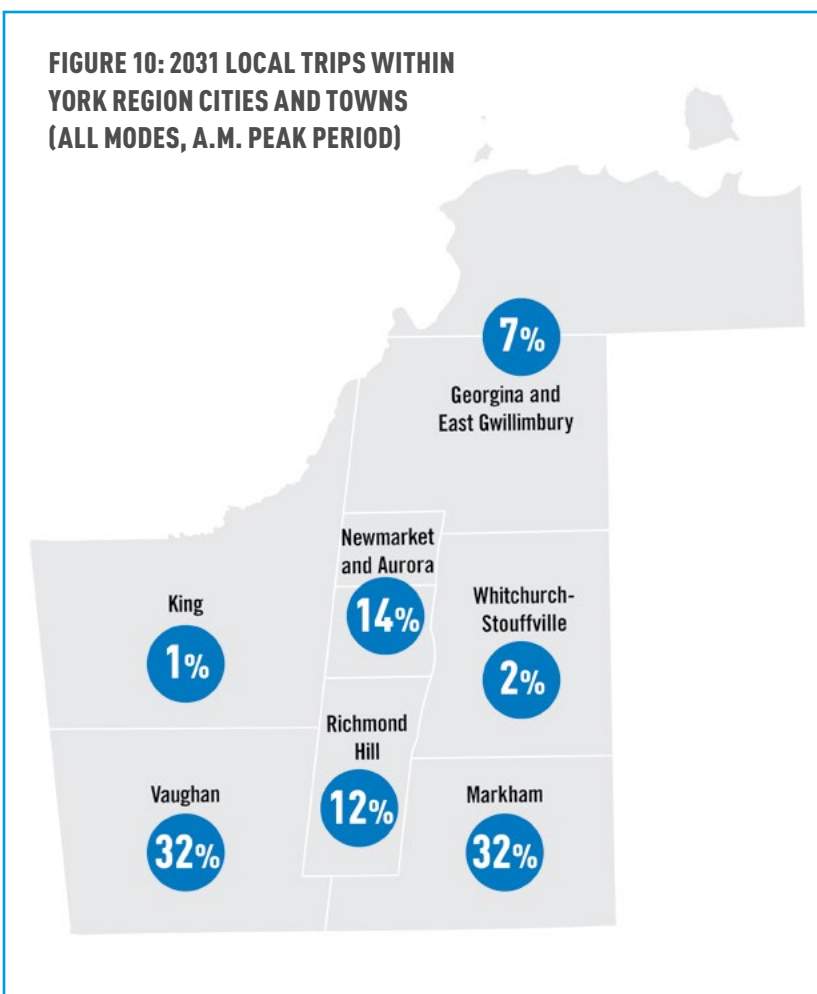 FIGURE 10: 2031 LOCAL TRIPS WITHIN
YORK REGION CITIES AND TOWNS
(ALL MODES, A.M. PEAK PERIOD)
7%
Georgina and
East Gwillimbury
Newmarket
and Aurora
14%
King
1%
Whitchurch-
Stouffville
2%
Richmond
Hill
12%
Vaughan
32%
Markham
32%